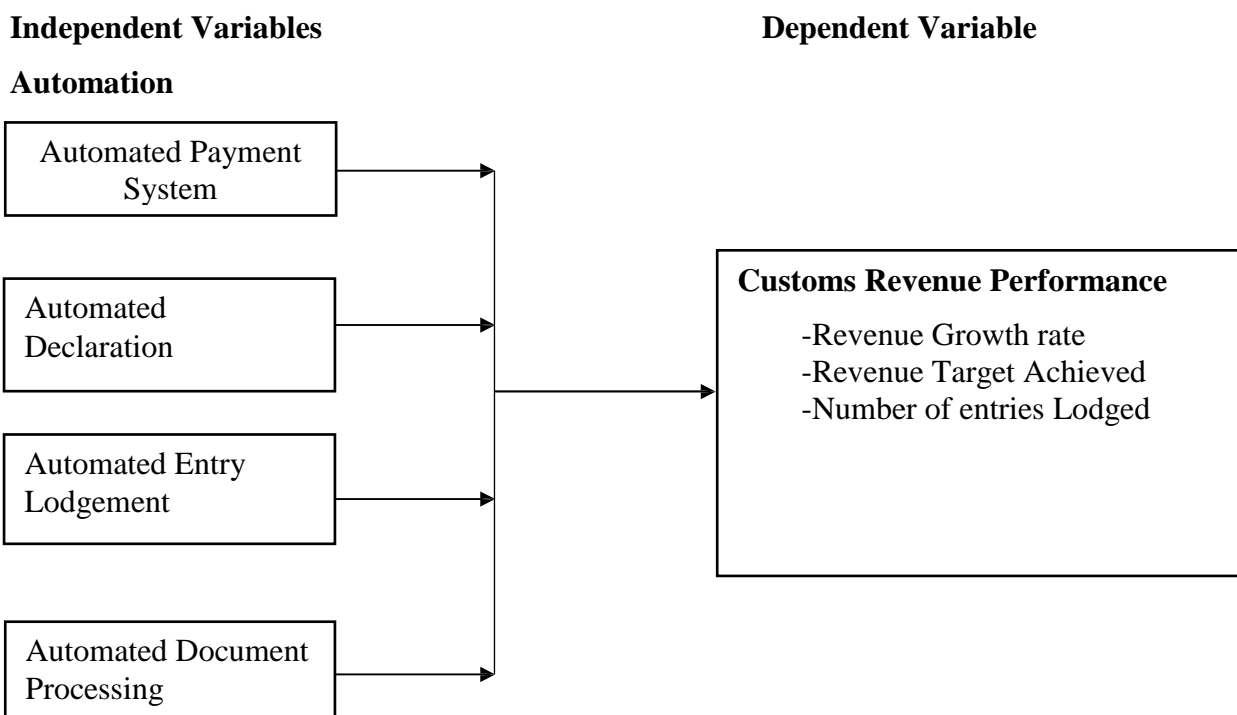 Independent Variables
Dependent Variable
Automation
Automated Payment
System
Automated
Declaration
Automated Entry
Lodgement
Automated Document
Processing
Customs Revenue Performance
-Revenue Growth rate
-Revenue Target Achieved
-Number of entries Lodged